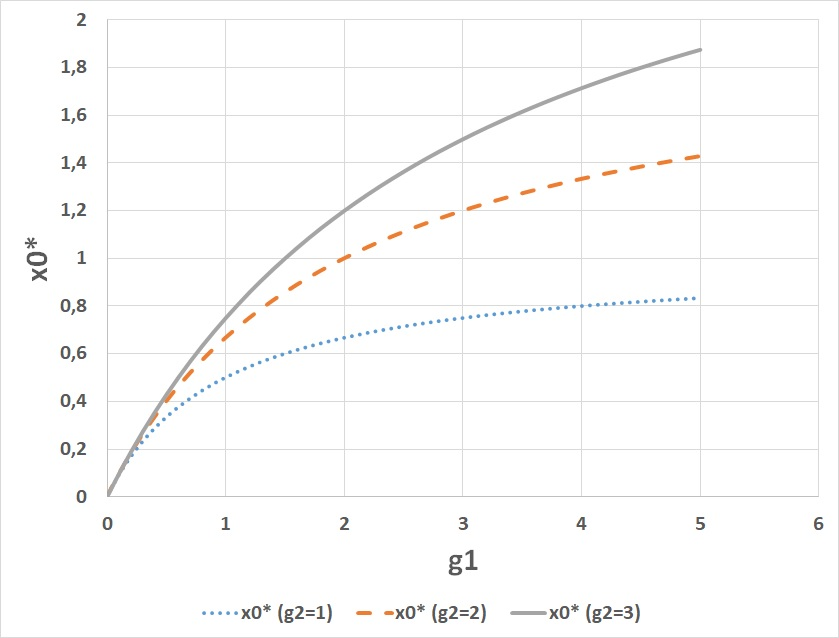 2
1,8
1,6
1,4
1,2
1
0,8
0,6
0,4
0,2
0
x0*
0 1 2 3 4 5 6
g1
x0* (g2=1) x0* (g2=2) x0* (g2=3)